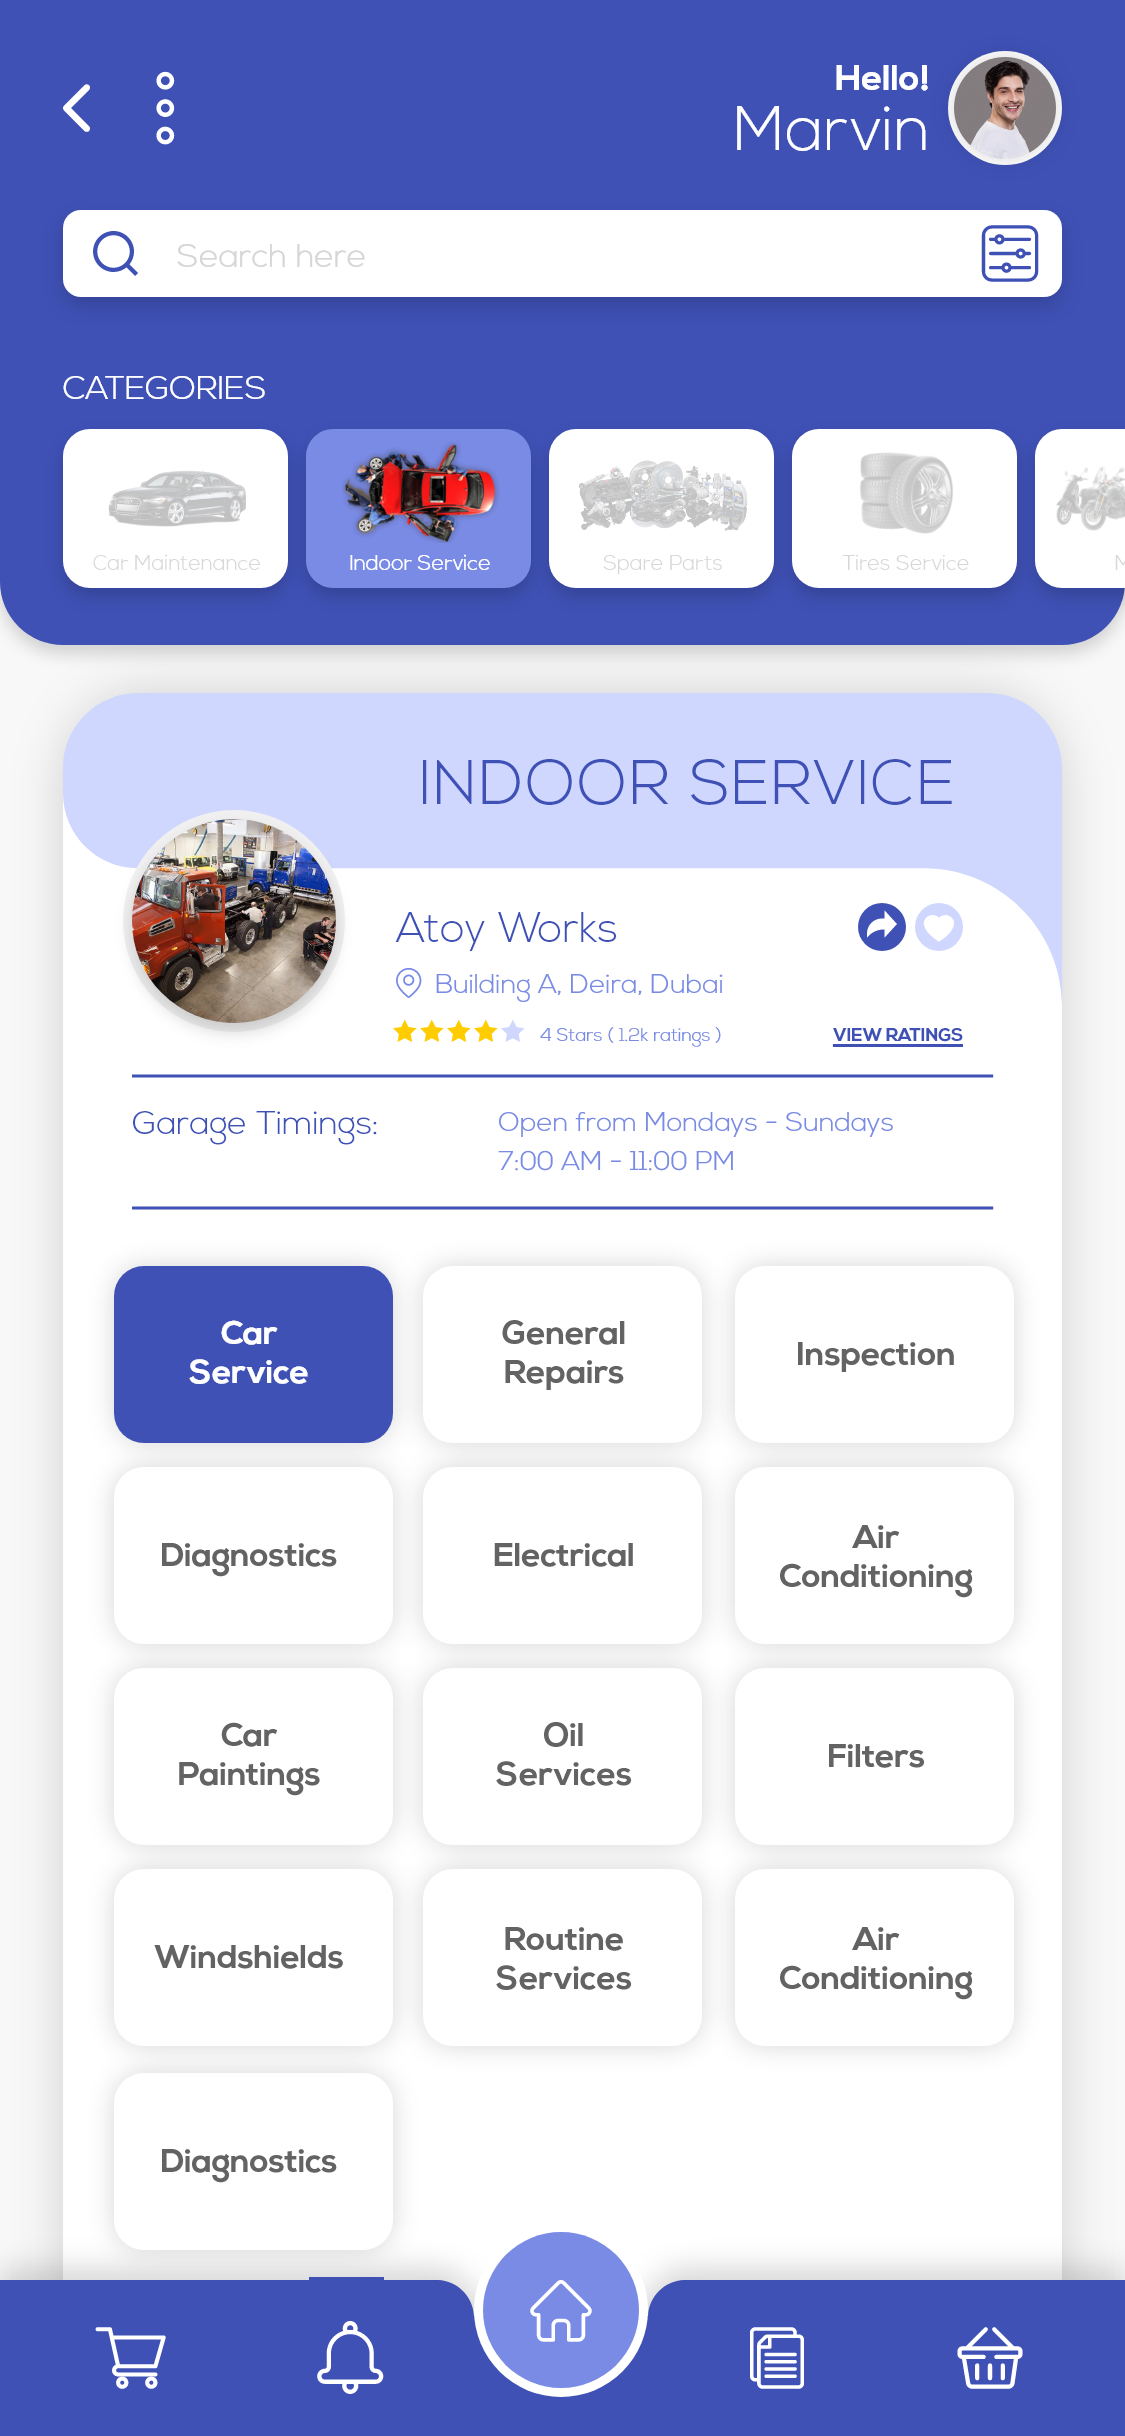 Hello!
Marvin
Search here
CATEGORIES
Car Maintenance
Indoor Service
Spare Parts
Tires Service
M
INDOOR SERVICE
Atoy Works
Building A, Deira, Dubai
4 Stars ( 1.2k ratings )
VIEW RATINGS
Garage Timings:
Open from Mondays - Sundays
7:00 AM - 11:00 PM
Car
Service
General
Repairs
Inspection
Diagnostics
Electrical
Air
Conditioning
Car
Paintings
Oil
Services
Filters
Windshields
Routine
Services
Air
Conditioning
Diagnostics